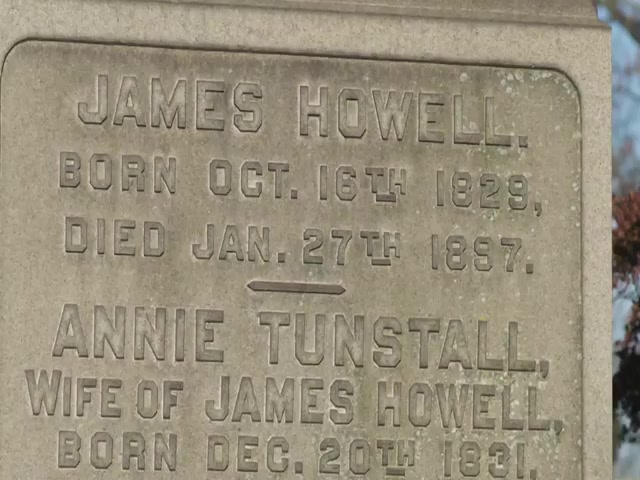 JAMES HOWELL.
BORN OCT. 16TH 1829,
DIED JAN. 27TH 1897.
ANNIE TUNSTALL,
WIFE OF JAMES HOWELL,
BORN DEC. 20TH 1831.